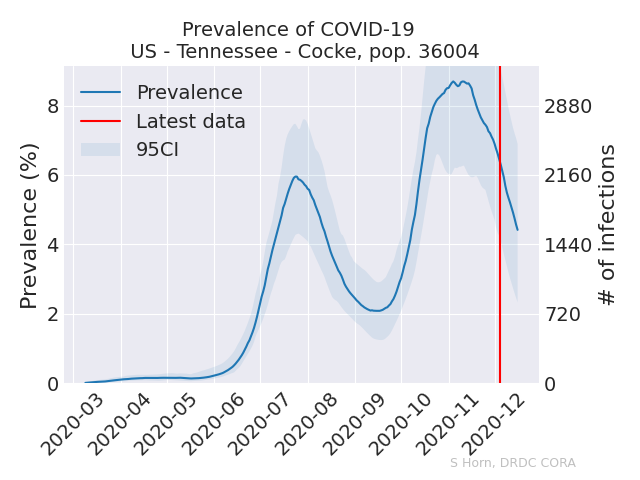 Prevalence of COVID-19
US - Tennessee - Cocke, pop. 36004
Prevalence
Latest data
95CI
Prevalence (%)
8
6
4
2
0
2880
2160
1440
720
0
# of infections
2020-03
2020-04
2020-05
2020-06
2020-07
2020-08
2020-09
2020-10
2020-11
2020-12
S Horn, DRDC CORA